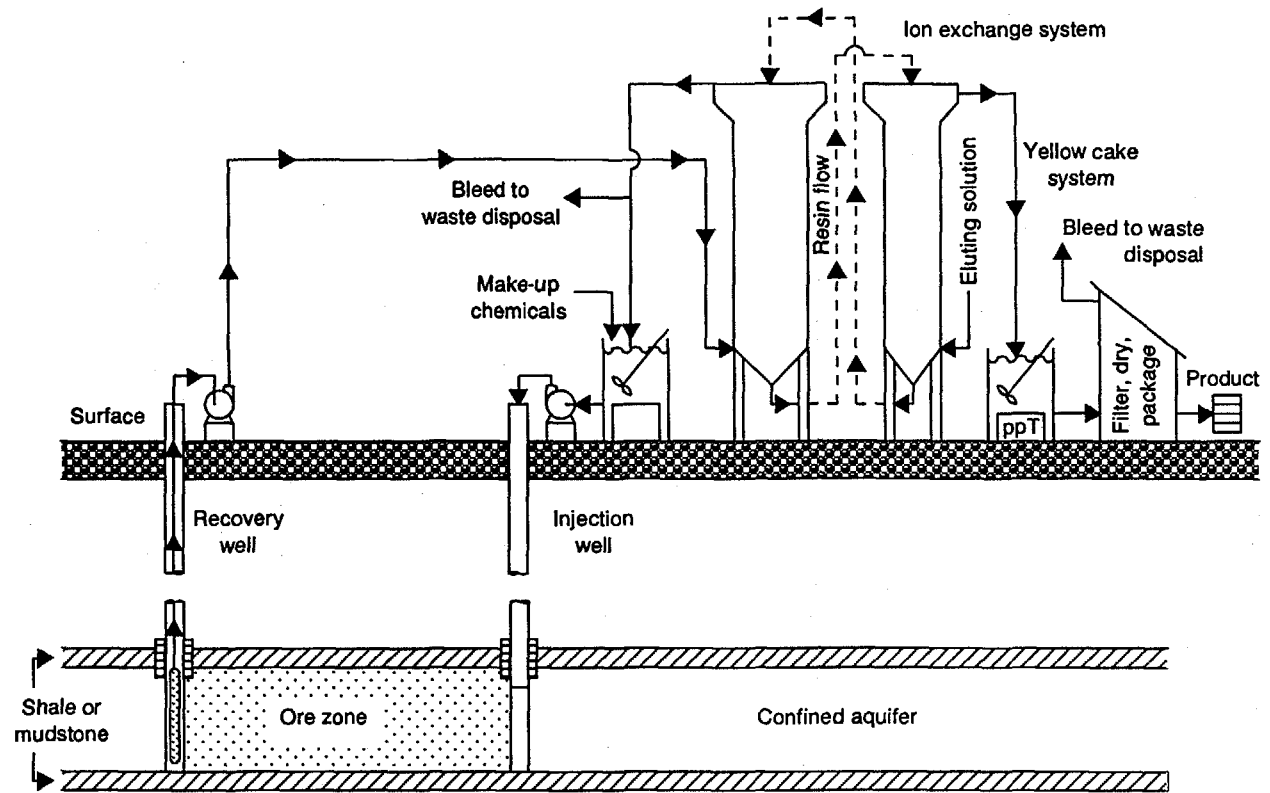 Ion exchange system
Bleed to
waste disposal
Resin flow
Eluting solution
Yellow cake
system
Bleed to waste
disposal
Make-up
chemicals
Filter, dry,
package
Product
Surface
ppT
Recovery
well
Injection
well
Shale or
mudstone
Ore zone
Confined aquifer